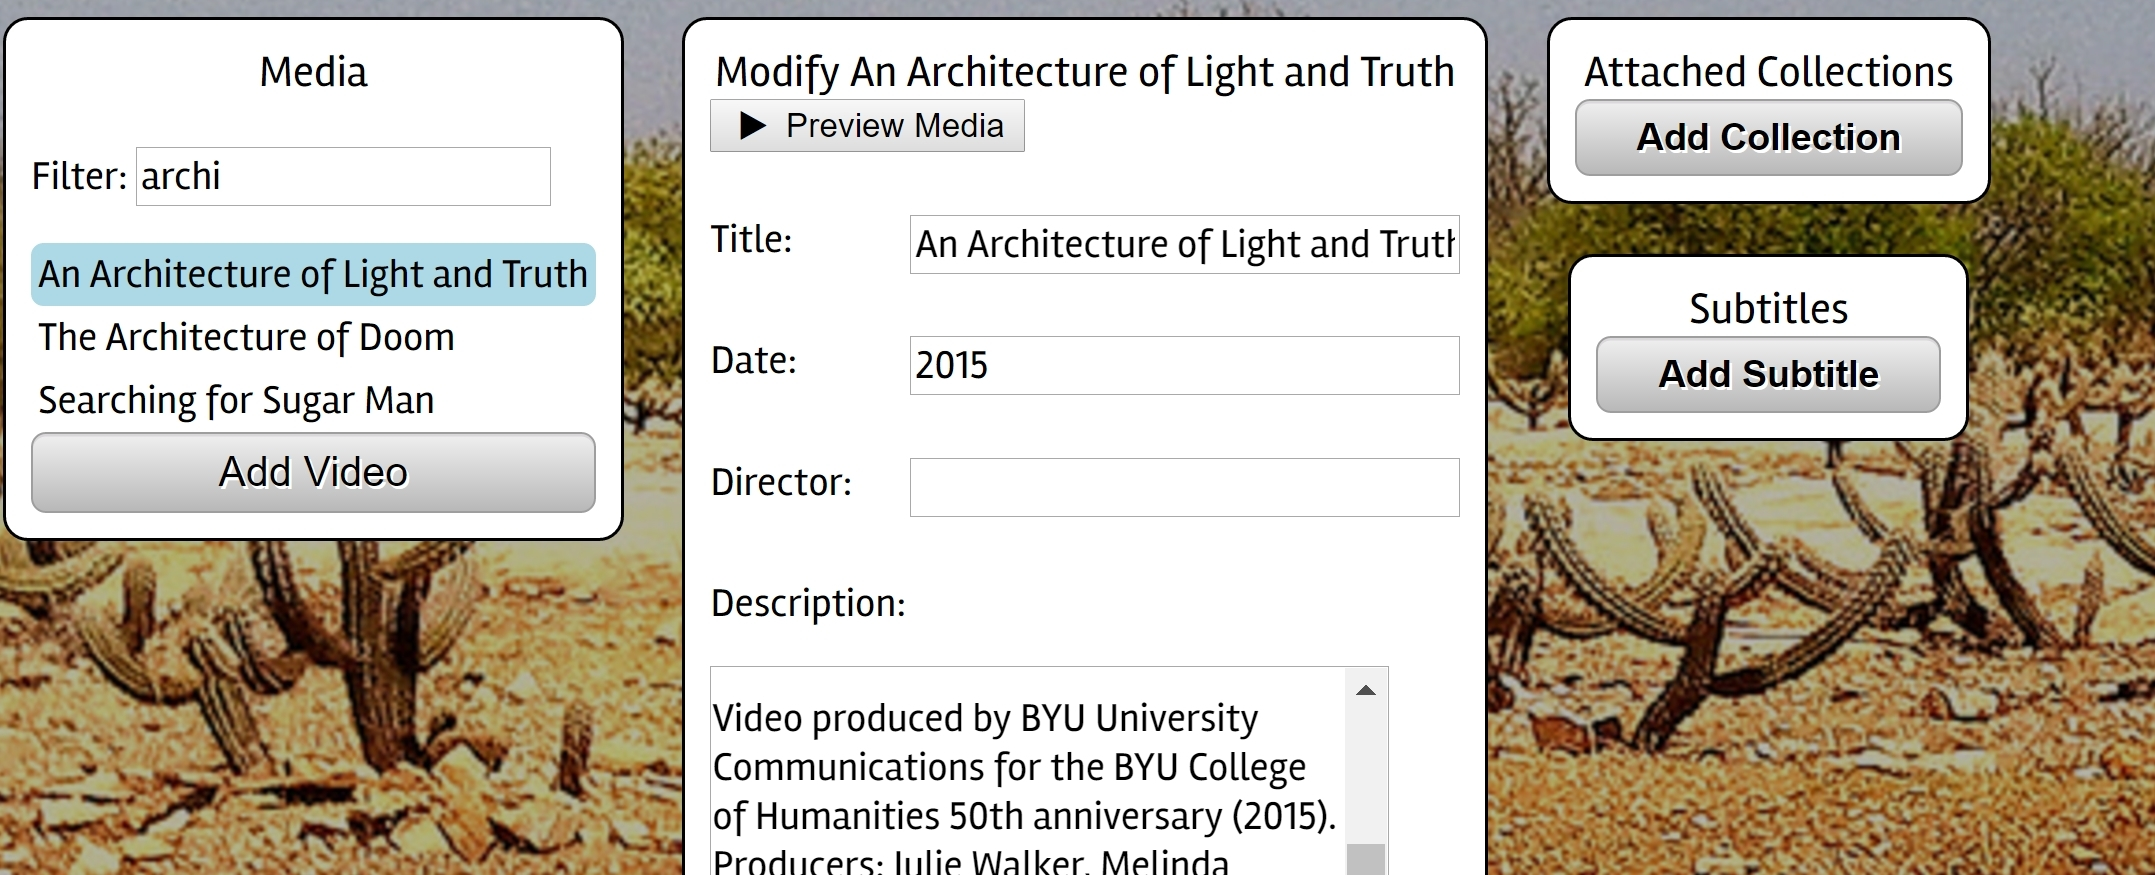 Media
Filter: archi
An Architecture of Light and Truth
The Architecture of Doom
Searching for Sugar Man
Add Video
Modify An Architecture of Light and Truth
Preview Media
Title: An Architecture of Light and Truth
Date: 2015
Director:
Description:
Video produced by BYU University
Communications for the BYU College
of Humanities 50th anniversary (2015).
Producers: Julie Walker, Melinda
Attached Collections
Add Collection
Subtitles
Add Subtitle